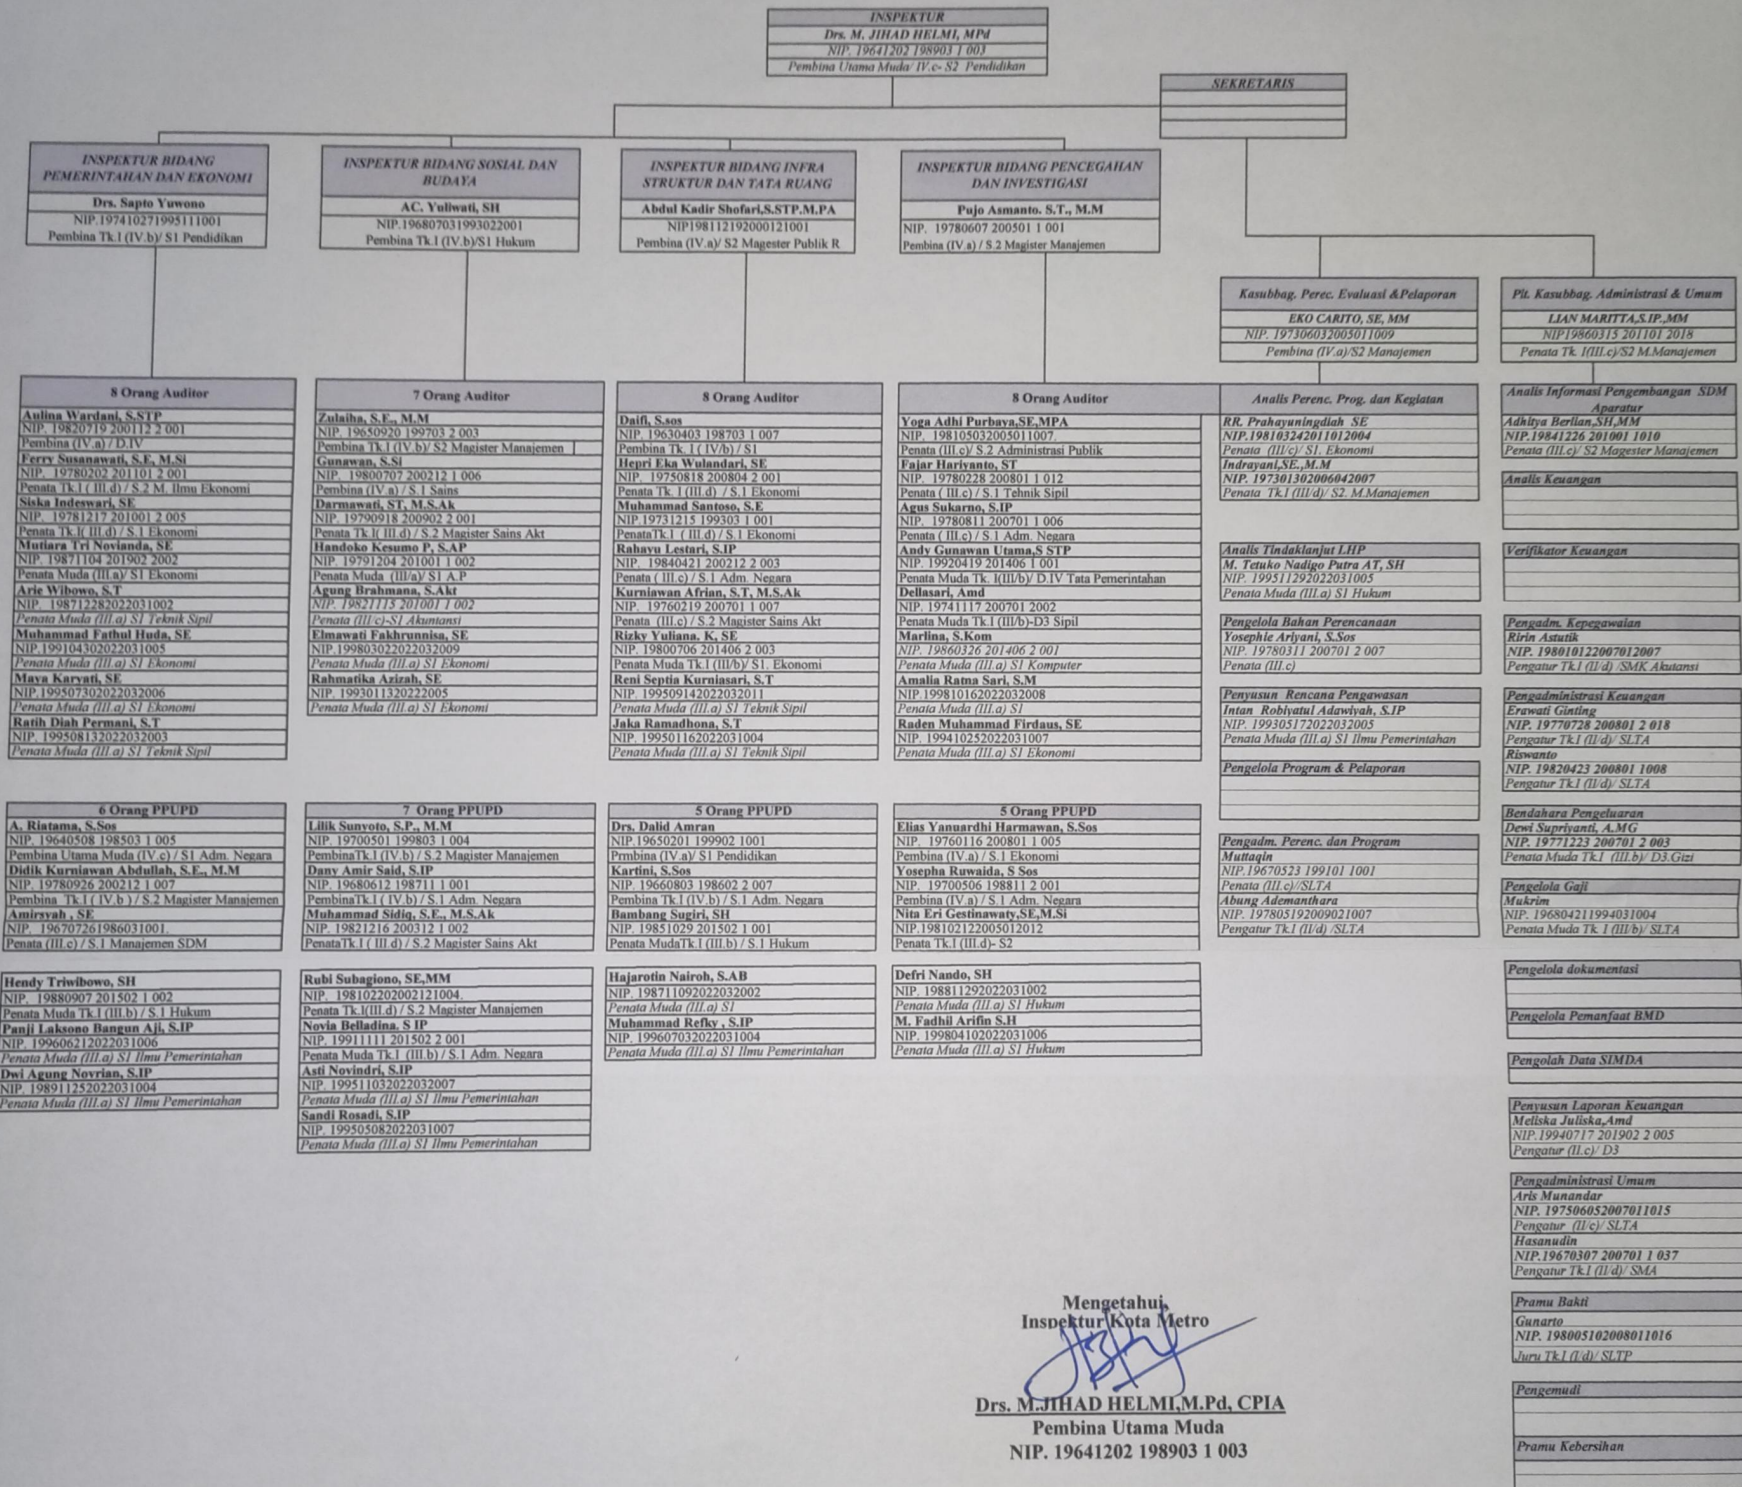 INSPEKTUR
Drs. M. JIHAD HELMI, MPd
NIP. 19641202 198903 1 003
Pembina Utama Muda/ IV.c- S2 Pendidikan
SEKRETARIS
INSPEKTUR BIDANG
PEMERINTAHAN DAN EKONOMI
Drs. Sapto Yuwono
NIP.197410271995111001
Pembina Tk.I (IV.b)/ S1 Pendidikan
INSPEKTUR BIDANG SOSIAL DAN
BUDAYA
AC. Yuliwati, SH
NIP.196807031993022001
Pembina Tk.I (IV.b)/S1 Hukum
INSPEKTUR BIDANG INFRA
STRUKTUR DAN TATA RUANG
Abdul Kadir Shofari,S.STP.M.PA
NIP198112192000121001
Pembina (IV.a)/ S2 Magester Publik R
INSPEKTUR BIDANG PENCEGAHAN
DAN INVESTIGASI
Pujo Asmanto. S.T., M.M
NIP. 19780607 200501 1 001
Pembina (IV.a) / S.2 Magister Manajemen
Kasubbag. Perec. Evaluasi &Pelaporan
EKO CARITO, SE, MM
NIP. 197306032005011009
Pembina (IV.a)/S2 Manajemen
Plt. Kasubbag. Administrasi & Umum
LIAN MARITTA,S.IP.,MM
NIP19860315 201101 2018
Penata Tk. I(III.c)/S2 M.Manajemen
8 Orang Auditor
Aulina Wardani, S.STP
NIP. 19820719 200112 2 001
Pembina (IV.a) / D.IV
Ferry Susanawati, S.E, M.Si
NIP. 19780202 201101 2 001
Penata Tk.I ( III.d) / S.2 M. Ilmu Ekonomi
Siska Indeswari, SE
NIP. 19781217 201001 2 005
Penata Tk.I( III.d) / S.1 Ekonomi
Mutiara Tri Novianda, SE
NIP. 19871104 201902 2002
Penata Muda (III.a)/ S1 Ekonomi
Arie Wibowo, S.T
NIP. 198712282022031002
Penata Muda (III.a) S1 Teknik Sipil
Muhammad Fathul Huda, SE
NIP.199104302022031005
Penata Muda (III.a) S1 Ekonomi
Maya Karyati, SE
NIP.199507302022032006
Penata Muda (III.a) S1 Ekonomi
Ratih Diah Permani, S.T
NIP. 199508132022032003
Penata Muda (III.a) S1 Teknik Sipil
7 Orang Auditor
Zulaiha, S.E., M.M
NIP. 19650920 199703 2 003
Pembina Tk.I (IV.b)/ S2 Magister Manajemen
Gunawan, S.Si
NIP. 19800707 200212 1 006
Pembina (IV.a) / S.1 Sains
Darmawati, ST, M.S.Ak
NIP. 19790918 200902 2 001
Penata Tk I( III.d) / S.2 Magister Sains Akt
Handoko Kesumo P, S.AP
NIP. 19791204 201001 1 002
Penata Muda (III/a)/ S1 A.P
Agung Brahmana, S.Akt
NIP. 19821115 201001 1 002
Penata (III/c)-S1 Akuntansi
Elmawati Fakhrunnisa, SE
NIP. 199803022022032009
Penata Muda (III.a) S1 Ekonomi
Rahmatika Azizah, SE
NIP. 1993011320222005
Penata Muda (III.a) S1 Ekonomi
8 Orang Auditor
Daifi, S.sos
NIP. 19630403 198703 1 007
Pembina Tk. I ( IV/b) / S1
Hepri Eka Wulandari, SE
NIP. 19750818 200804 2 001
Penata Tk. I (III.d) / S.1 Ekonomi
Muhammad Santoso, S.E
NIP.19731215 199303 1 001
PenataTk.I ( III.d) / S.1 Ekonomi
Rahayu Lestari, S.IP
NIP. 19840421 200212 2 003
Penata ( III.c) / S.1 Adm. Negara
Kurniawan Afrian, S.T, M.S.Ak
NIP. 19760219 200701 1 007
Penata (III.c) / S.2 Magister Sains Akt
Rizky Yuliana. K, SE
NIP. 19800706 201406 2 003
Penata Muda Tk.I (III/b)/ S1. Ekonomi
Reni Septia Kurniasari, S.T
NIP. 199509142022032011
Penata Muda (III.a) S1 Teknik Sipil
Jaka Ramadhona, S.T
NIP. 199501162022031004
Penata Muda (III.a) S1 Teknik Sipil
8 Orang Auditor
Yoga Adhi Purbaya,SE,MPA
NIP. 198105032005011007.
Penata (III.c)/ S.2 Administrasi Publik
Fajar Hariyanto, ST
NIP. 19780228 200801 1 012
Penata ( III.c) / S.1 Tehnik Sipil
Agus Sukarno, S.IP
NIP. 19780811 200701 1 006
Penata ( III.c) / S.1 Adm. Negara
Andy Gunawan Utama,S STP
NIP. 19920419 201406 1 001
Penata Muda Tk. I(III/b)/ D.IV Tata Pemerintahan
Dellasari, Amd
NIP. 19741117 200701 2002
Penata Muda Tk.I (III/b)-D3 Sipil
Marlina, S.Kom
NIP. 19860326 201406 2 001
Penata Muda (III.a) S1 Komputer
Amalia Ratna Sari, S.M
NIP.199810162022032008
Penata Muda (III.a) S1
Raden Muhammad Firdaus, SE
NIP. 199410252022031007
Penata Muda (III.a) S1 Ekonomi
Analis Perenc. Prog. dan Kegiatan
RR. Prahayuningdiah SE
NIP.198103242011012004
Penata (III/c)/ S1. Ekonomi
Indrayani,SE.,M.M
NIP. 197301302006042007
Penata Tk.I (III/d)/ S2. M.Manajemen
Analis Tindaklanjut LHP
M. Tetuko Nadigo Putra AT, SH
NIP. 199511292022031005
Penata Muda (III.a) S1 Hukum
Pengelola Bahan Perencanaan
Yosephie Ariyani, S.Sos
NIP. 19780311 200701 2 007
Penata (III.c)
Penyusun Rencana Pengawasan
Intan Robiyatul Adawiyah, S.IP
NIP. 199305172022032005
Penata Muda (III.a) S1 Ilmu Pemerintahan
Pengelola Program & Pelaporan
Pengadm. Perenc. dan Program
Muttaqin
NIP.19670523 199101 1001
Penata (III.c)//SLTA
Abung Ademanthara
NIP. 197805192009021007
Pengatur Tk.I (II/d) /SLTA
Analis Informasi Pengembangan SDM
Aparatur
Adhitya Berlian,SH,MM
NIP.19841226 201001 1010
Penata (III.c)/ S2 Magester Manajemen
Analis Keuangan
Verifikator Keuangan
Pengadm. Kepegawaian
Ririn Astutik
NIP. 198010122007012007
Pengatur Tk.I (II/d) /SMK Akutansi
Pengadministrasi Keuangan
Erawati Ginting
NIP. 19770728 200801 2 018
Pengatur Tk.I (II/d)/ SLTA
Riswanto
NIP. 19820423 200801 1008
Pengatur Tk.I (II/d)/ SLTA
Bendahara Pengeluaran
Dewi Supriyanti, A.MG
NIP. 19771223 200701 2 003
Penata Muda Tk.I (III.b)/ D3.Gizi
Pengelola Gaji
Mukrim
NIP. 196804211994031004
Penata Muda Tk. I (III/b)/ SLTA
Pengelola dokumentasi
Pengelola Pemanfaat BMD
Pengolah Data SIMDA
Penyusun Laporan Keuangan
Meliska Juliska,Amd
NIP.19940717 201902 2 005
Pengatur (II.c)/ D3
Pengadministrasi Umum
Aris Munandar
NIP. 197506052007011015
Pengatur (II/c)/ SLTA
Hasanudin
NIP.19670307 200701 1 037
Pengatur Tk.I (II/d)/ SMA
Pramu Bakti
Gunarto
NIP. 198005102008011016
Juru Tk.I (I/d)/ SLTP
Pengemudi
Pramu Kebersihan
6 Orang PPUPD
A. Riatama, S.Sos
NIP. 19640508 198503 1 005
Pembina Utama Muda (IV.c) / S1 Adm. Negara
Didik Kurniawan Abdullah, S.E., M.M
NIP. 19780926 200212 1 007
Pembina Tk.I ( IV.b ) / S.2 Magister Manajemen
Amirsyah , SE
NIP. 196707261986031001.
Penata (III.c) / S.1 Manajemen SDM
Hendy Triwibowo, SH
NIP. 19880907 201502 1 002
Penata Muda Tk.I (III.b) / S.1 Hukum
Panji Laksono Bangun Aji, S.IP
NIP. 199606212022031006
Penata Muda (III.a) S1 Ilmu Pemerintahan
Dwi Agung Novrian, S.IP
NIP. 198911252022031004
Penata Muda (III.a) S1 Ilmu Pemerintahan
7 Orang PPUPD
Lilik Sunyoto, S.P., M.M
NIP. 19700501 199803 1 004
PembinaTk.I (IV.b) / S.2 Magister Manajemen
Dany Amir Said, S.IP
NIP. 19680612 198711 1 001
PembinaTk.I ( IV.b) / S.1 Adm. Negara
Muhammad Sidiq, S.E., M.S.Ak
NIP. 19821216 200312 1 002
PenataTk.I ( III.d) / S.2 Magister Sains Akt
Rubi Subagiono, SE,MM
NIP. 198102202002121004.
Penata Tk.I(III.d) / S.2 Magister Manajemen
Novia Belladina, S IP
NIP. 19911111 201502 2 001
Penata Muda Tk.I (III.b) / S.1 Adm. Negara
Asti Novindri, S.IP
NIP. 199511032022032007
Penata Muda (III.a) S1 Ilmu Pemerintahan
Sandi Rosadi, S.IP
NIP. 199505082022031007
Penata Muda (III.a) S1 Ilmu Pemerintahan
5 Orang PPUPD
Drs. Dalid Amran
NIP.19650201 199902 1001
Prmbina (IV.a)/ S1 Pendidikan
Kartini, S.Sos
NIP. 19660803 198602 2 007
Pembina Tk.I (IV.b) / S.1 Adm. Negara
Bambang Sugiri, SH
NIP. 19851029 201502 1 001
Penata MudaTk.I (III.b) / S.1 Hukum
Hajarotin Nairoh, S.AB
NIP. 198711092022032002
Penata Muda (III.a) S1
Muhammad Refky , S.IP
NIP. 199607032022031004
Penata Muda (III.a) S1 Ilmu Pemerintahan
5 Orang PPUPD
Elias Yanuardhi Harmawan, S.Sos
NIP. 19760116 200801 1 005
Pembina (IV.a) / S.1 Ekonomi
Yosepha Ruwaida, S Sos
NIP. 19700506 198811 2 001
Pembina (IV.a) / S.1 Adm. Negara
Nita Eri Gestinawaty,SE,M.Si
NIP.198102122005012012
Penata Tk.I (III.d)- S2
Defri Nando, SH
NIP. 198811292022031002
Penata Muda (III.a) S1 Hukum
M. Fadhil Arifin S.H
NIP. 199804102022031006
Penata Muda (III.a) S1 Hukum
Mengetahui,
Inspektur Kota Metro
Drs. M.JIHAD HELMI,M.Pd, CPIA
Pembina Utama Muda
NIP. 19641202 198903 1 003